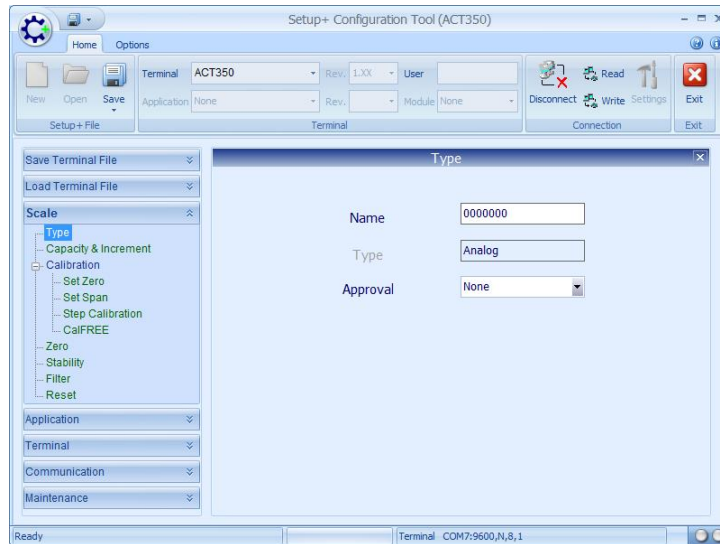 Setup+ Configuration Tool (ACT350)
Home Options
New Open Save
Setup+ File
Terminal ACT350 Rev. 1.XX User
Application None Rev. Module None
Terminal
Disconnect Read Write Settings
Connection
Exit
Exit
Save Terminal File
Load Terminal File
Scale
Type
Capacity & Increment
Calibration
Set Zero
Set Span
Step Calibration
CalFREE
Zero
Stability
Filter
Reset
Application
Terminal
Communication
Maintenance
Type
Name 0000000
Type Analog
Approval None
Ready Terminal COM7:9600,N,8,1